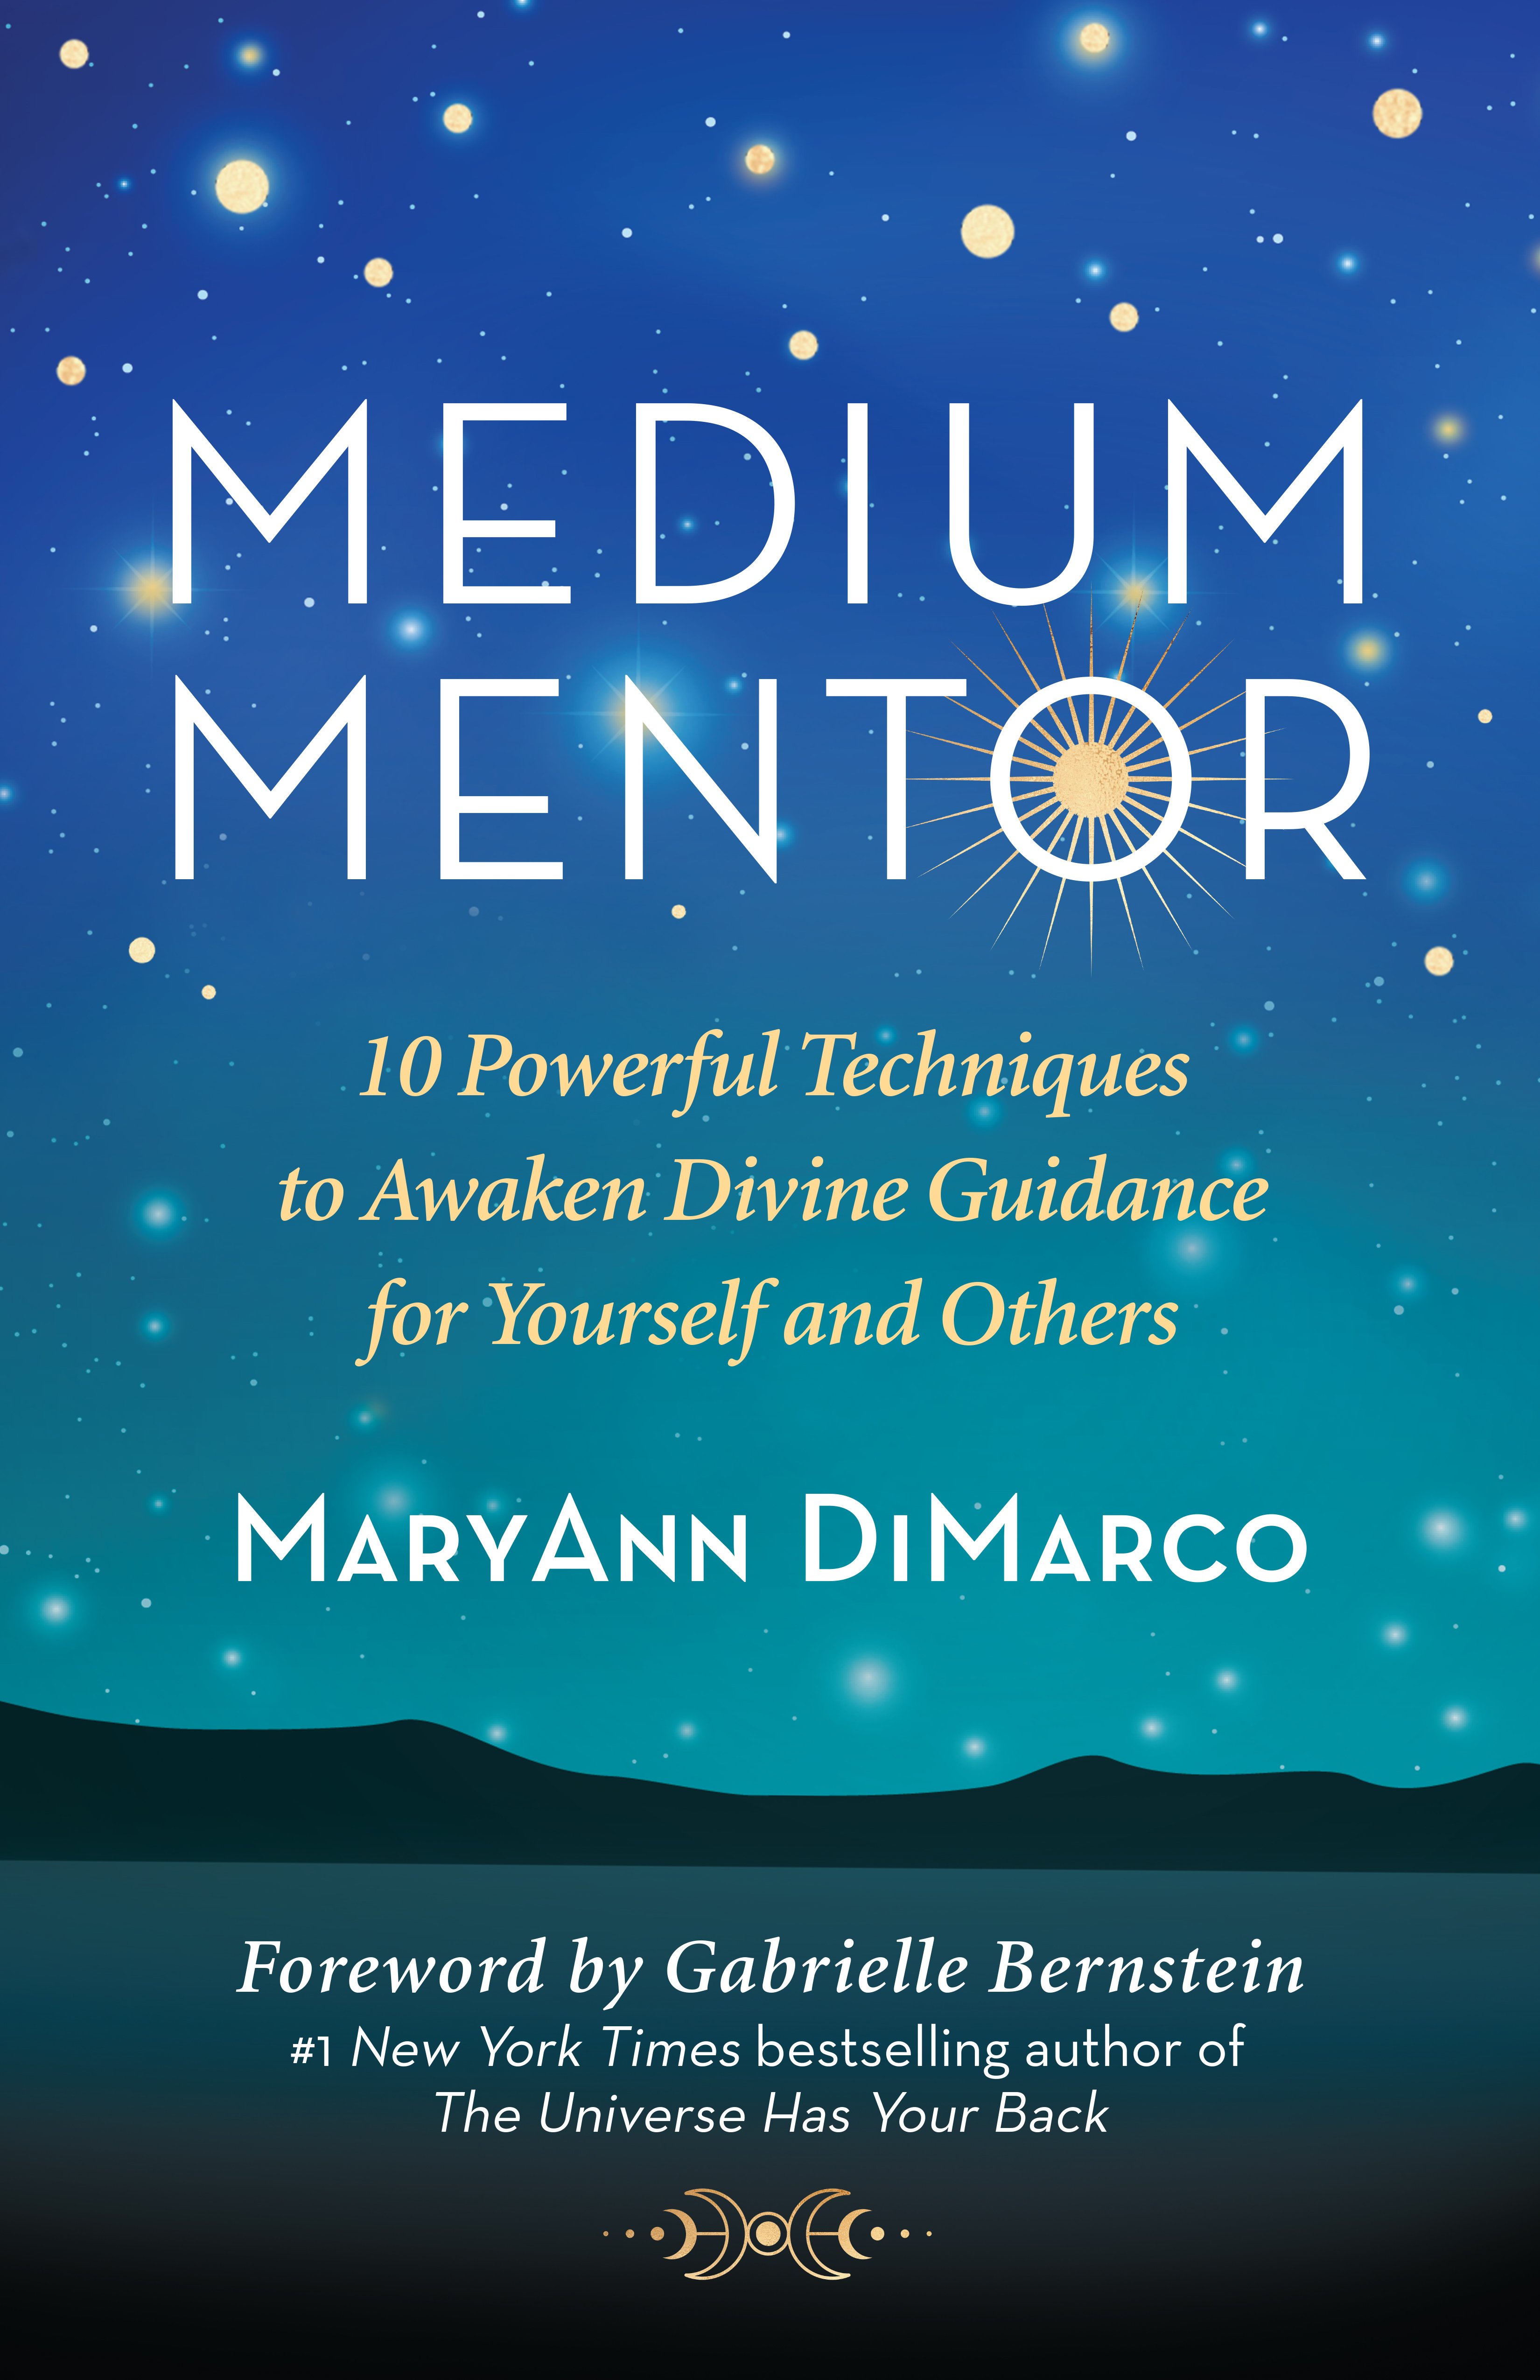 MEDIUM
MENTOR
10 Powerful Techniques
to Awaken Divine Guidance
for Yourself and Others
MARYANN DIMARCO
Foreword by Gabrielle Bernstein
#1 New York Times bestselling author of
The Universe Has Your Back